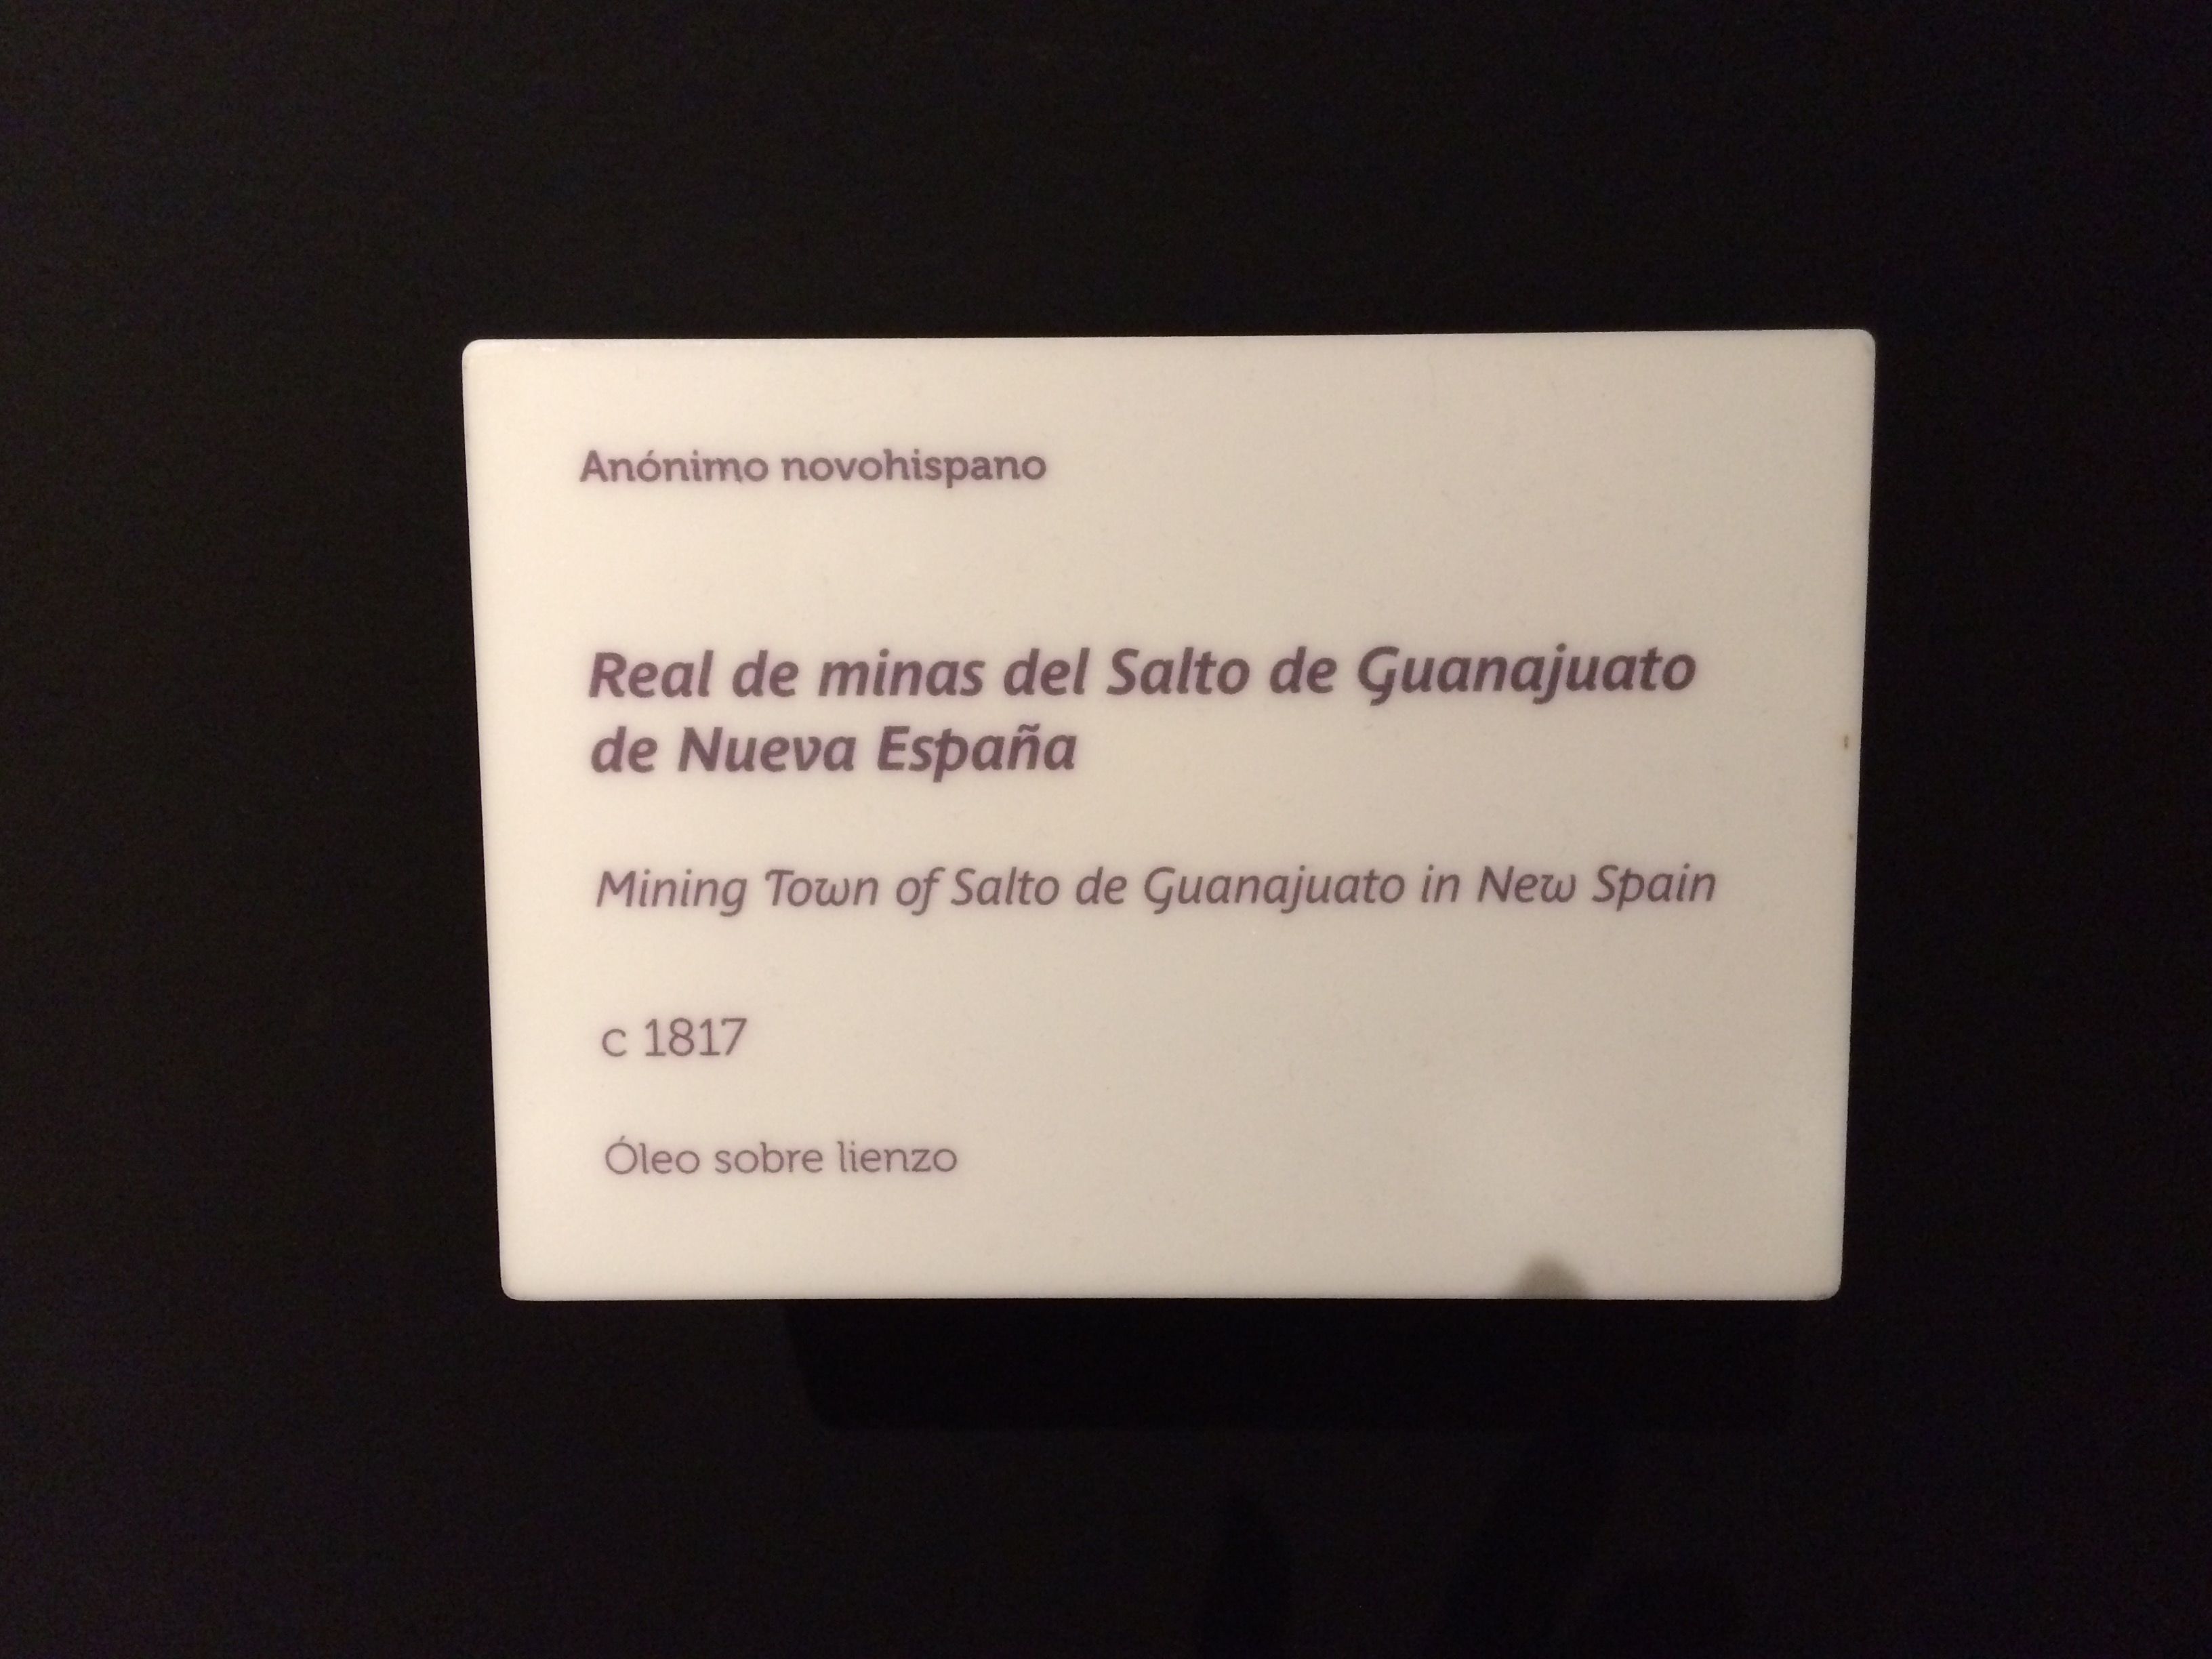 Anónimo novohispano
Real de minas del Salto de Guanajuato
de Nueva España
Mining Town of Salto de Guanajuato in New Spain
c 1817
Óleo sobre lienzo